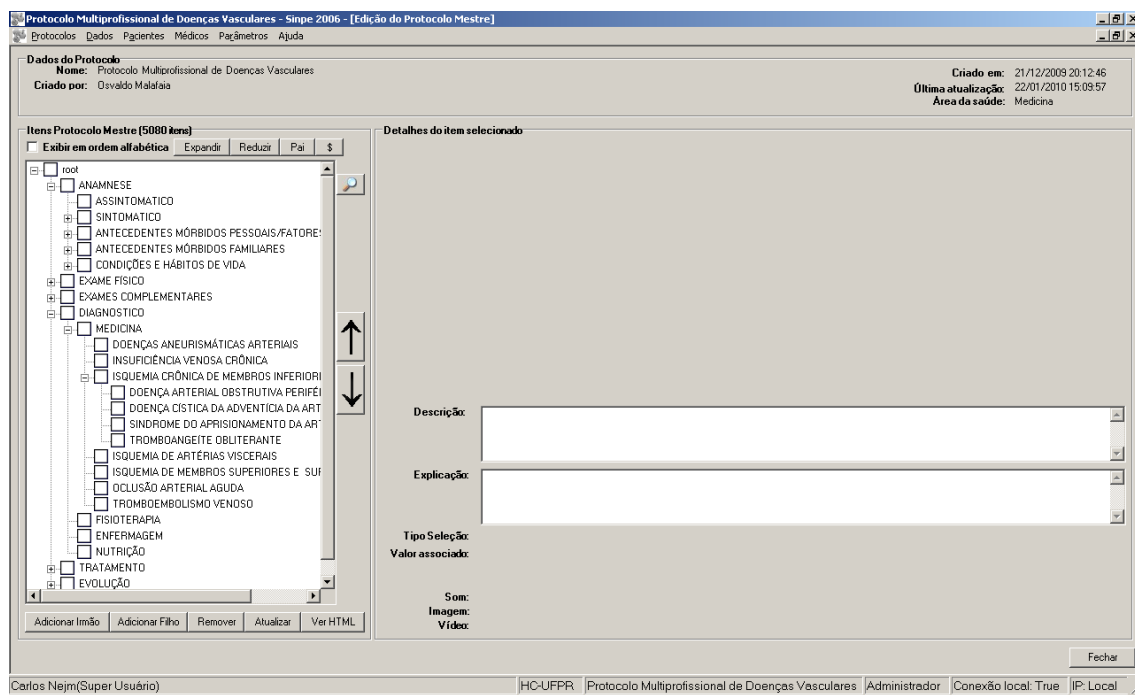 Protocolo Multiprofissional de Doenças Vasculares - Sinpe 2006 - [Edição do Protocolo Mestre]
Protocolos Dados Pacientes Médicos Parâmetros Ajuda
Dados do Protocolo
Nome: Protocolo Multiprofissional de Doenças Vasculares
Criado por: Osvaldo Malafaia
Criado em: 21/12/2009 20:12:46
Última atualização: 22/01/2010 15:09:57
Área da saúde: Medicina
Itens Protocolo Mestre (5080 itens)
Exibir em ordem alfabética Expandir Reduzir Pai $
root
ANAMNESE
ASSINTOMATICO
SINTOMATICO
ANTECEDENTES MÓRBIDOS PESSOAIS/FATORES
ANTECEDENTES MÓRBIDOS FAMILIARES
CONDIÇÕES E HÁBITOS DE VIDA
EXAME FÍSICO
EXAMES COMPLEMENTARES
DIAGNOSTICO
MEDICINA
DOENÇAS ANEURISMÁTICAS ARTERIAIS
INSUFICIÊNCIA VENOSA CRÔNICA
ISQUEMIA CRÔNICA DE MEMBROS INFERIORI
DOENÇA ARTERIAL OBSTRUTIVA PERIFÉI
DOENÇA CÍSTICA DA ADVENTÍCIA DA ART
SINDROME DO APRISIONAMENTO DA AR
TROMBOANGEÍTE OBLITERANTE
ISQUEMIA DE ARTÉRIAS VISCERAIS
ISQUEMIA DE MEMBROS SUPERIORES E SUF
OCLUSÃO ARTERIAL AGUDA
TROMBOEMBOLISMO VENOSO
FISIOTERAPIA
ENFERMAGEM
NUTRIÇÃO
TRATAMENTO
EVOLUÇÃO
Adicionar Irmão Adicionar Filho Remover Atualizar Ver HTML
Detalhes do item selecionado
Descrição:
Explicação:
Tipo Seleção:
Valor associado:
Som:
Imagem:
Vídeo:
Fechar
Carlos Nejm(Super Usuário) HC-UFPR Protocolo Multiprofissional de Doenças Vasculares Administrador Conexão local: True IP: Local